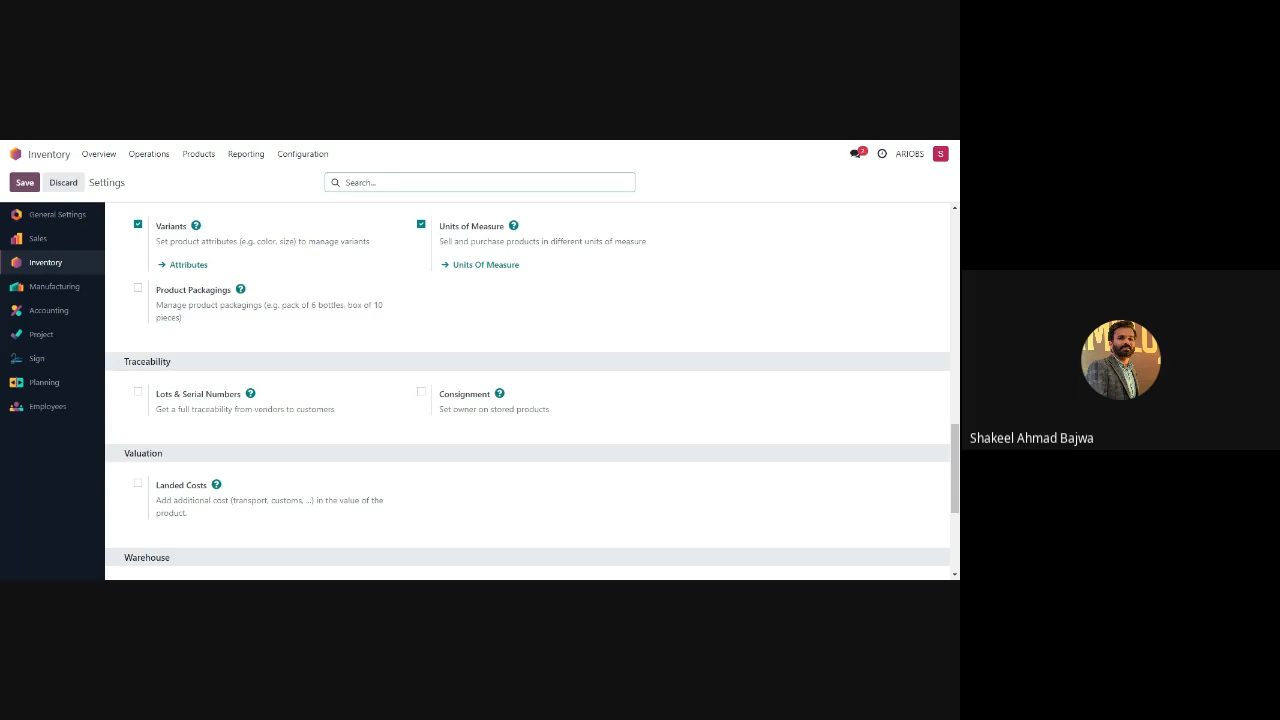 Inventory Overview Operations Products Reporting Configuration 2 ARIOBS S
Save Discard Settings Search...
General Settings
Sales
Inventory
Manufacturing
Accounting
Project
Sign
Planning
Employees
Variants ?
Set product attributes (e.g. color, size) to manage variants
→ Attributes
Units of Measure ?
Sell and purchase products in different units of measure
→ Units Of Measure
Product Packagings ?
Manage product packagings (e.g. pack of 6 bottles, box of 10
pieces)
Traceability
Lots & Serial Numbers ?
Get a full traceability from vendors to customers
Consignment ?
Set owner on stored products
Valuation
Landed Costs ?
Add additional cost (transport, customs, ...) in the value of the
product.
Warehouse
Shakeel Ahmad Bajwa